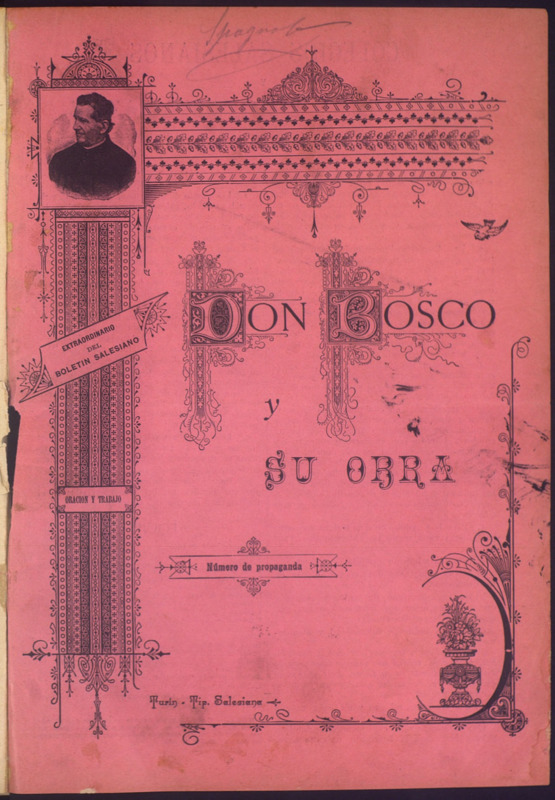 Spagnolo
EXTRAORDINARIO
DEL
BOLETIN SALESIANO
DON BOSCO
y
SU OBRA
ORACION Y TRABAJO
Número de propaganda
Turin - Tip. Salesiana